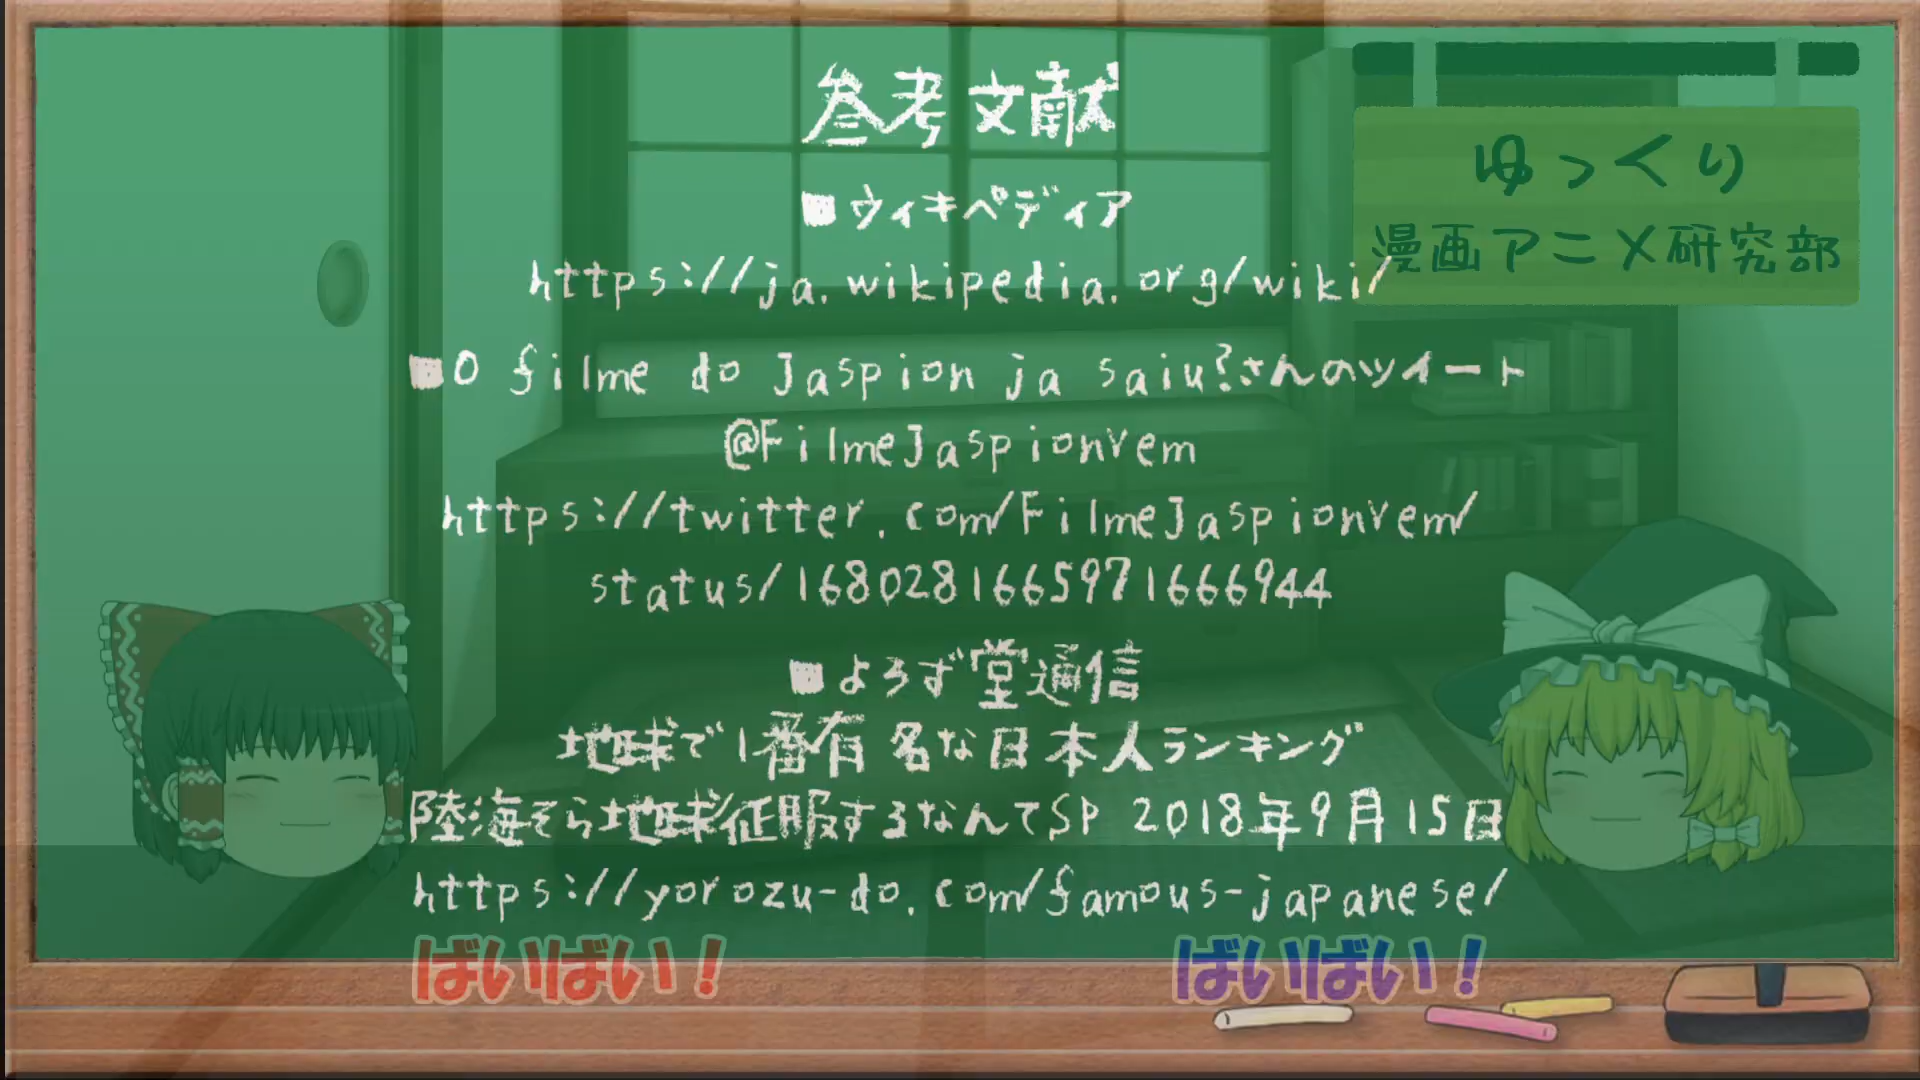 参考文献
■ウィキペディア
https://ja.wikipedia.org/wiki/
■O filme do Jaspion ja saiu?さんのツイート
@FilmeJaspionvem
https://twitter.com/FilmeJaspionvem/
status/1680281665971666944
■よろず堂通信
地球で1番有名な日本人ランキング
陸海そら地球征服するなんてSP 2018年9月15日
https://yorozu-do.com/famous-japanese/
ゆっくり
漫画アニメ研究部
ばいばい!
ばいばい!